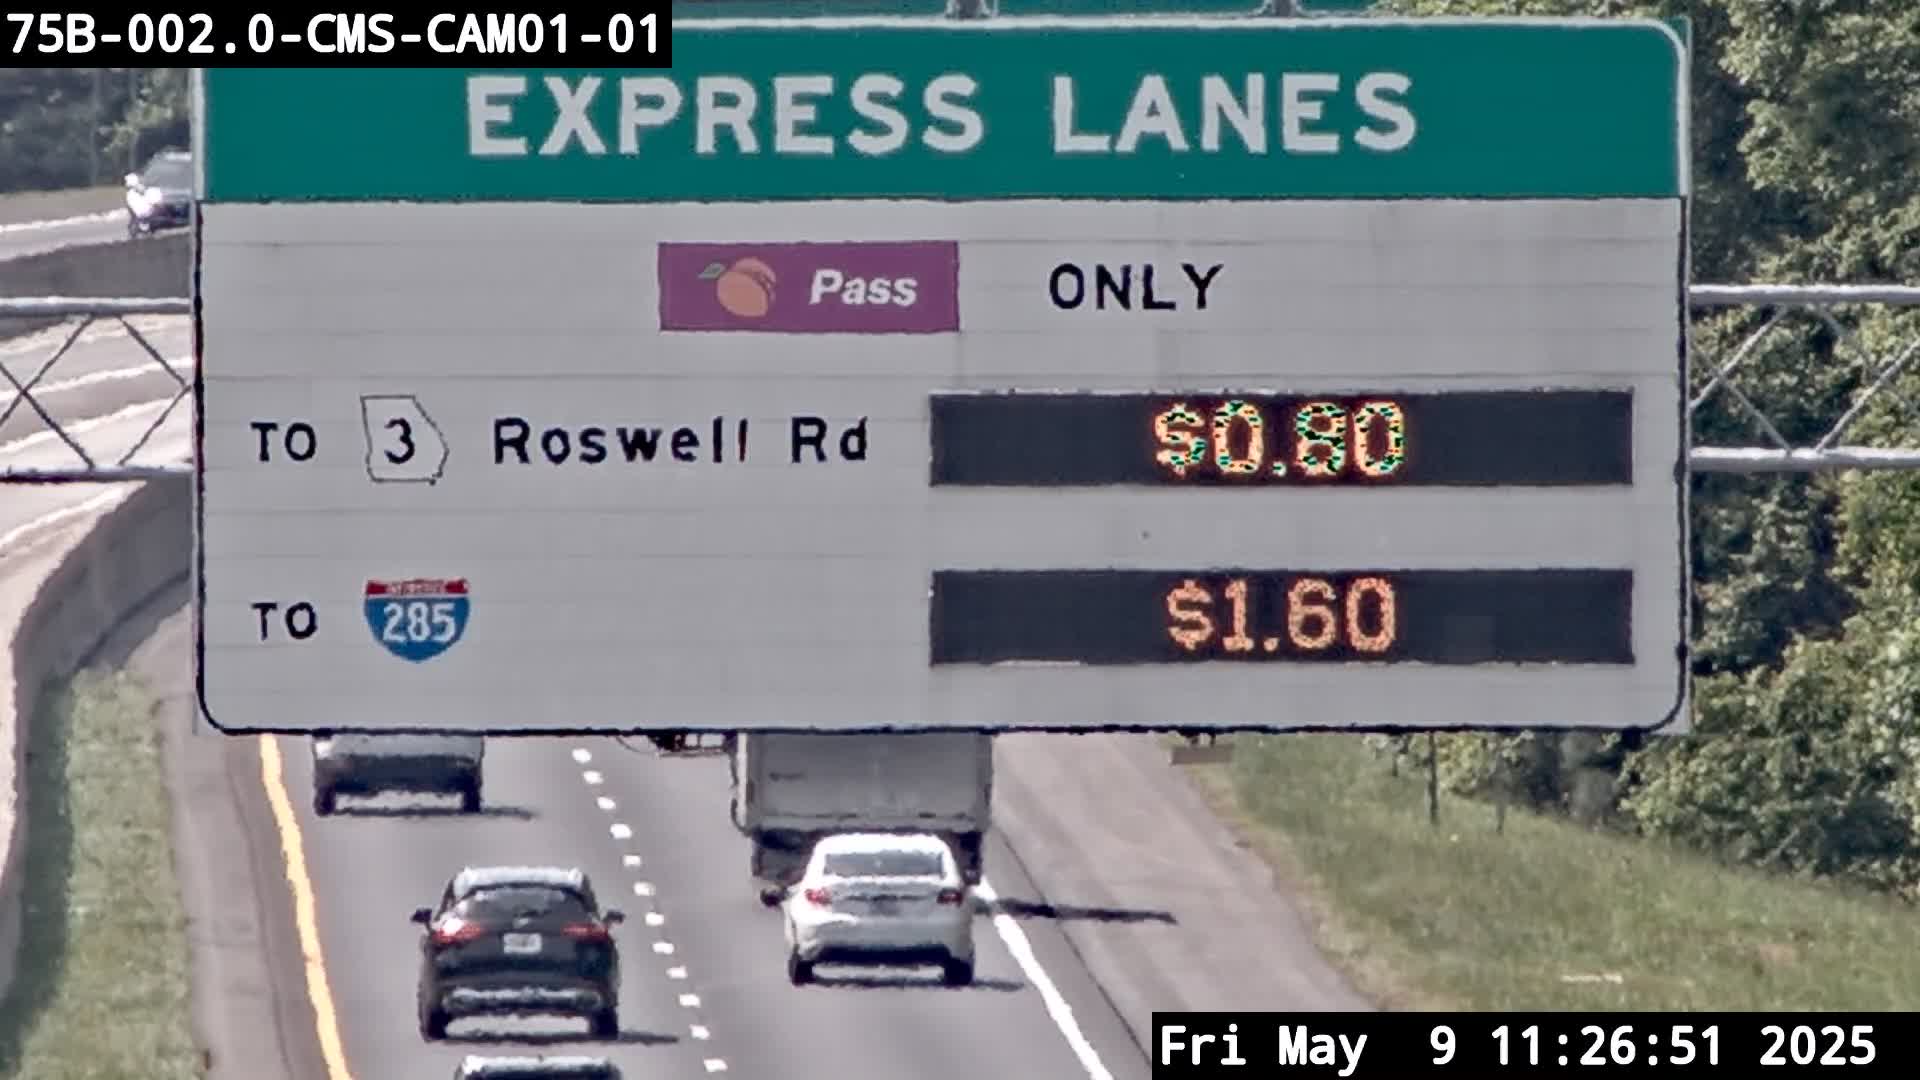 75B-002.0-CMS-CAM01-01
EXPRESS LANES
Pass ONLY
TO 3 Roswell Rd $0.80
TO 285 $1.60
Fri May 9 11:26:51 2025